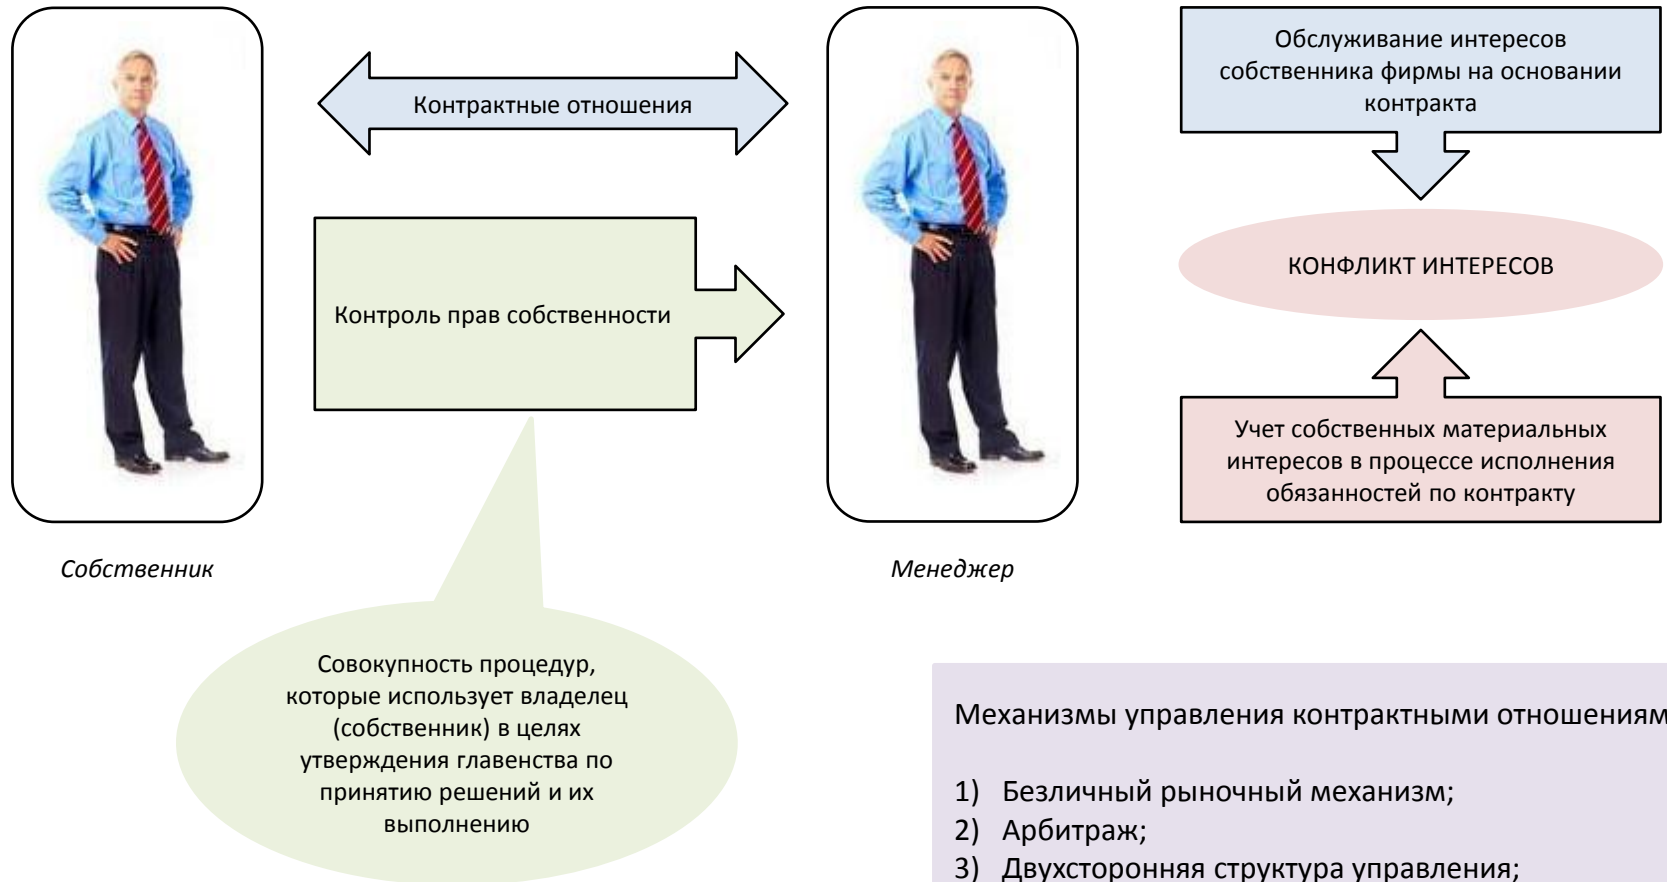 Контрактные отношения
Контроль прав собственности
Собственник
Менеджер
Совокупность процедур,
которые использует владелец
(собственник) в целях
утверждения главенства по
принятию решений и их
выполнению
Обслуживание интересов
собственника фирмы на основании
контракта
КОНФЛИКТ ИНТЕРЕСОВ
Учет собственных материальных
интересов в процессе исполнения
обязанностей по контракту
Механизмы управления контрактными отношениям
1) Безличный рыночный механизм;
2) Арбитраж;
3) Двухсторонняя структура управления;